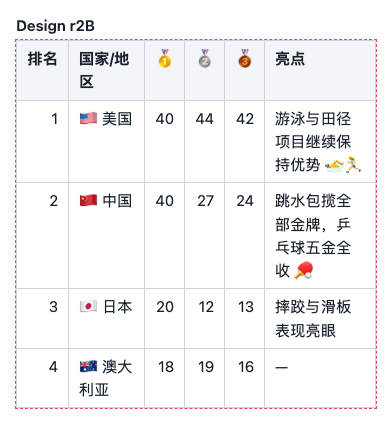 Design r2B
排名 国家/地 🥇 🥈 🥉 亮点
区
1 🇺🇸 美国 40 44 42 游泳与田径
项目继续保
持优势 🏊🏃
2 🇨🇳 中国 40 27 24 跳水包揽全
部金牌，乒
乓球五金全
收 🏓
3 🇯🇵 日本 20 12 13 摔跤与滑板
表现亮眼
4 🇦🇺 澳大 18 19 16 —
利亚